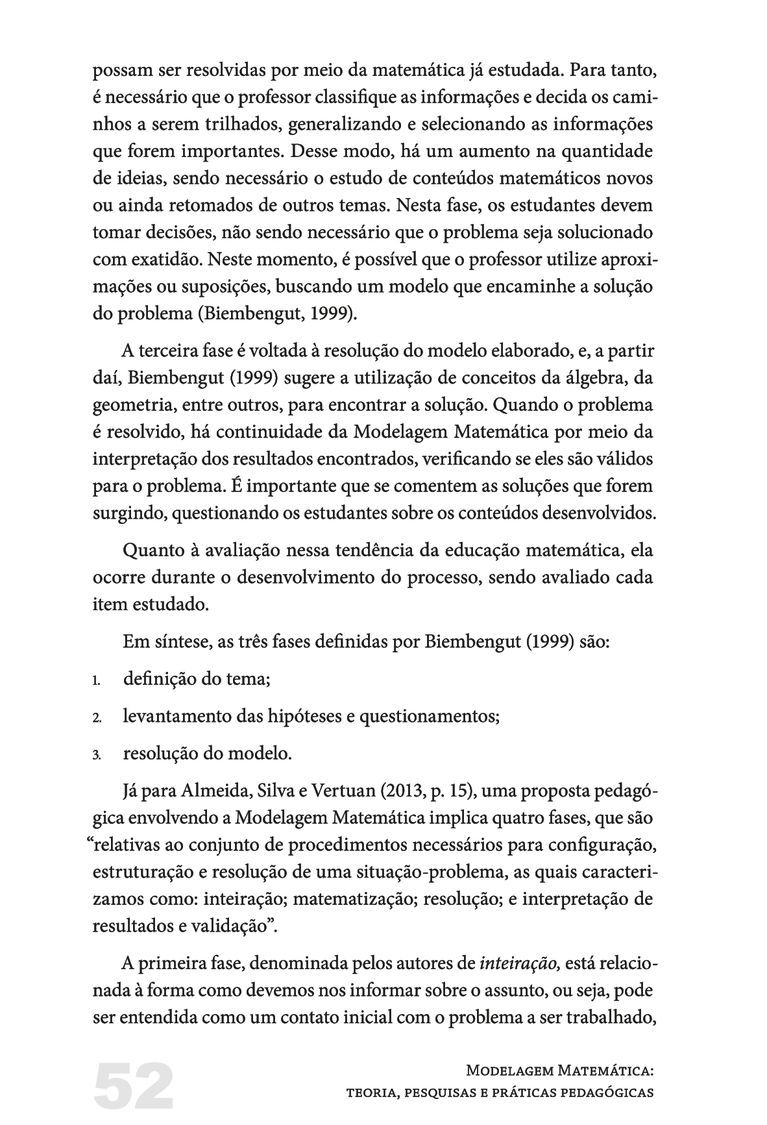 possam ser resolvidas por meio da matemática já estudada. Para tanto,
é necessário que o professor classifique as informações e decida os cami-
nhos a serem trilhados, generalizando e selecionando as informações
que forem importantes. Desse modo, há um aumento na quantidade
de ideias, sendo necessário o estudo de conteúdos matemáticos novos
ou ainda retomados de outros temas. Nesta fase, os estudantes devem
tomar decisões, não sendo necessário que o problema seja solucionado
com exatidão. Neste momento, é possível que o professor utilize aproxi-
mações ou suposições, buscando um modelo que encaminhe a solução
do problema (Biembengut, 1999).
A terceira fase é voltada à resolução do modelo elaborado, e, a partir
daí, Biembengut (1999) sugere a utilização de conceitos da álgebra, da
geometria, entre outros, para encontrar a solução. Quando o problema
é resolvido, há continuidade da Modelagem Matemática por meio da
interpretação dos resultados encontrados, verificando se eles são válidos
para o problema. É importante que se comentem as soluções que forem
surgindo, questionando os estudantes sobre os conteúdos desenvolvidos.
Quanto à avaliação nessa tendência da educação matemática, ela
ocorre durante o desenvolvimento do processo, sendo avaliado cada
item estudado.
Em síntese, as três fases definidas por Biembengut (1999) são:
1. definição do tema;
2. levantamento das hipóteses e questionamentos;
3. resolução do modelo.
Já para Almeida, Silva e Vertuan (2013, p. 15), uma proposta pedagó-
gica envolvendo a Modelagem Matemática implica quatro fases, que são
“relativas ao conjunto de procedimentos necessários para configuração,
estruturação e resolução de uma situação-problema, as quais caracteri-
zamos como: inteiração; matematização; resolução; e interpretação de
resultados e validação”.
A primeira fase, denominada pelos autores de inteiração, está relacio-
nada à forma como devemos nos informar sobre o assunto, ou seja, pode
ser entendida como um contato inicial com o problema a ser trabalhado,
52
Modelagem Matemática:
teoria, pesquisas e práticas pedagógicas